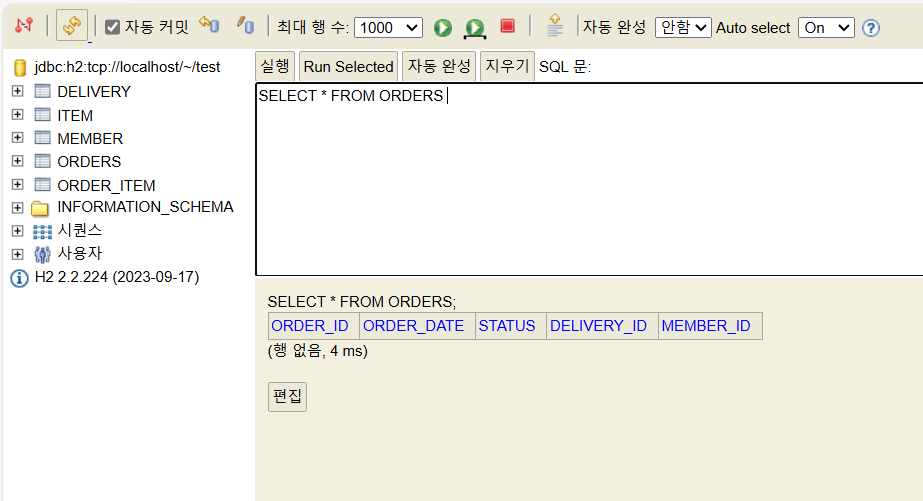 자동 커밋 최대 행 수: 1000 자동 완성 안함 Auto select On
jdbc:h2:tcp://localhost/~/test
DELIVERY
ITEM
MEMBER
ORDERS
ORDER_ITEM
INFORMATION_SCHEMA
시퀀스
사용자
H2 2.2.224 (2023-09-17)
실행 Run Selected 자동 완성 지우기 SQL 문:
SELECT * FROM ORDERS
SELECT * FROM ORDERS;
ORDER_ID ORDER_DATE STATUS DELIVERY_ID MEMBER_ID
(행 없음, 4 ms)
편집